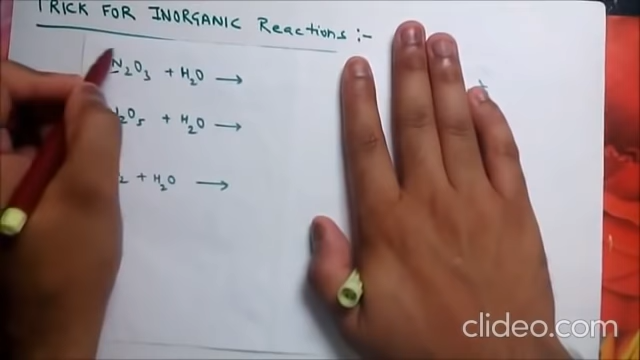 TRICK FOR INORGANIC Reactions :-
N₂O₃ + H₂O →
₂O₅ + H₂O →
₂ + H₂O →
clideo.com